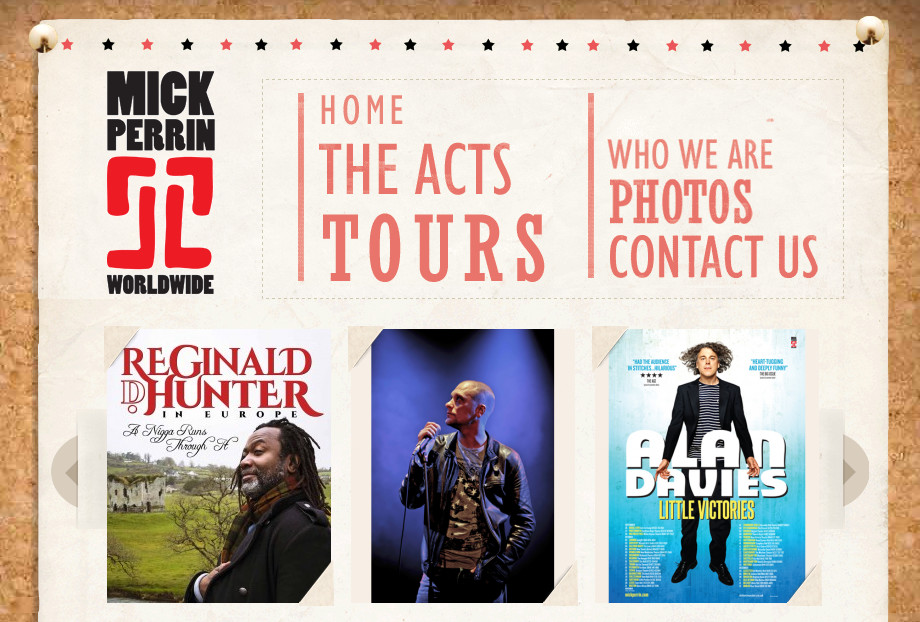 MICK
PERRIN
WORLDWIDE
HOME
THE ACTS
TOURS
WHO WE ARE
PHOTOS
CONTACT US
REGINALD
D HUNTER
IN EUROPE
A Nigga Runs
Through It
"HAD THE AUDIENCE
IN STITCHES...HILARIOUS"
★★★★
"HEART-TUGGING
AND DEEPLY FUNNY"
ALAN
DAVIES
LITTLE VICTORIES